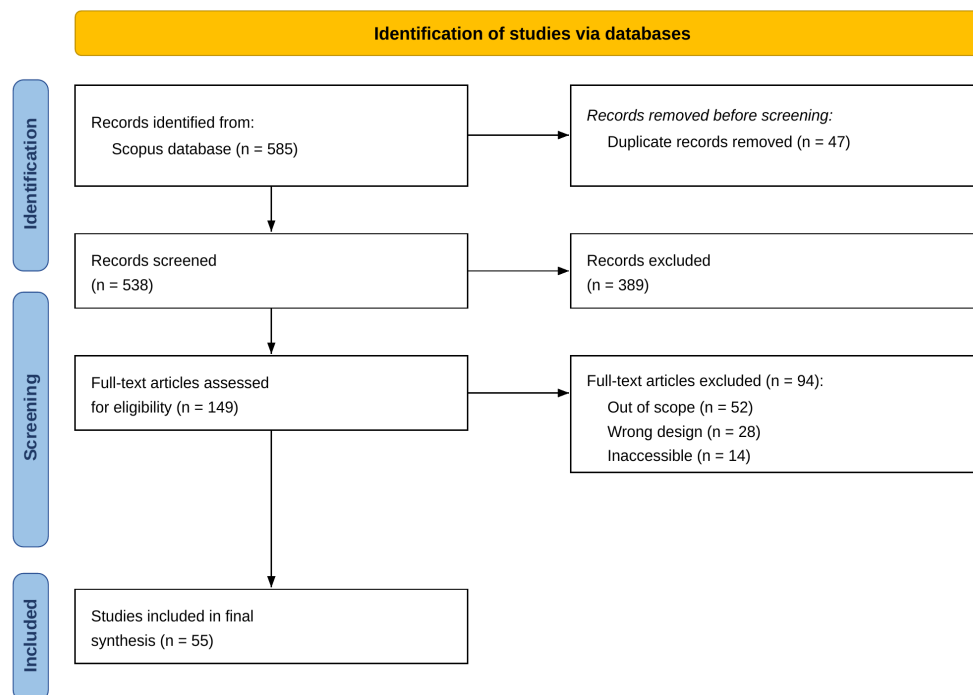 Identification of studies via databases
Identification
Records identified from:
Scopus database (n = 585)
Records removed before screening:
Duplicate records removed (n = 47)
Records screened
(n = 538)
Records excluded
(n = 389)
Screening
Full-text articles assessed
for eligibility (n = 149)
Full-text articles excluded (n = 94):
Out of scope (n = 52)
Wrong design (n = 28)
Inaccessible (n = 14)
Included
Studies included in final
synthesis (n = 55)